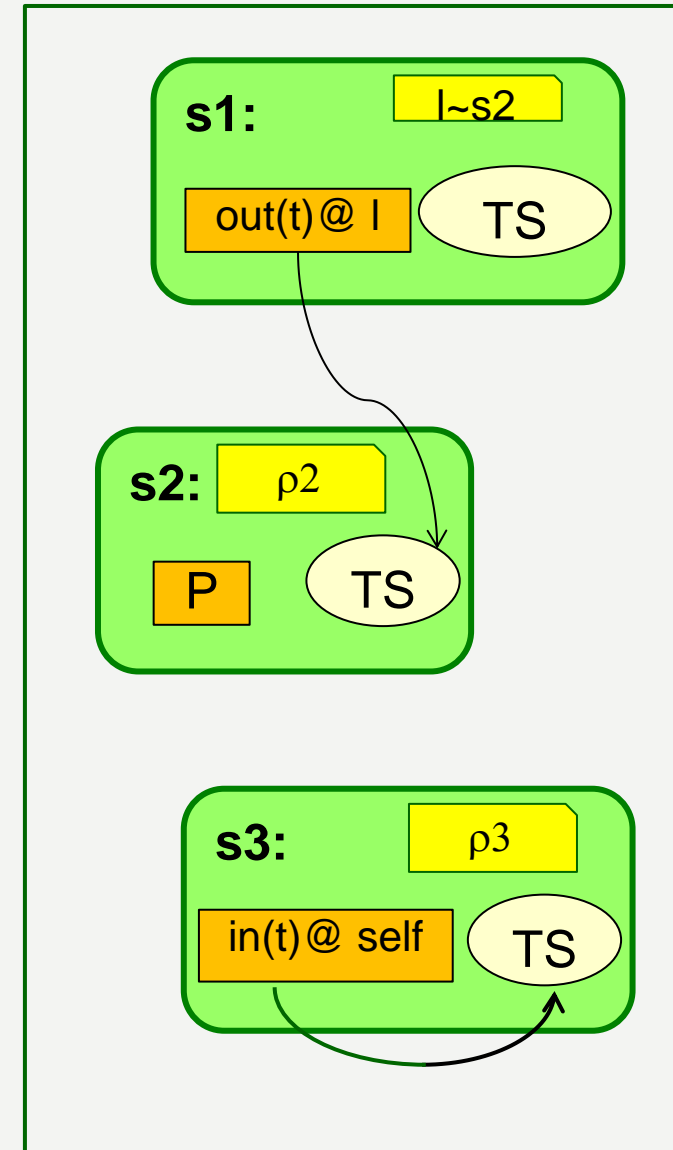 s1:
l~s2
out(t)@ l
TS
s2:
ρ2
P
TS
s3:
ρ3
in(t)@ self
TS